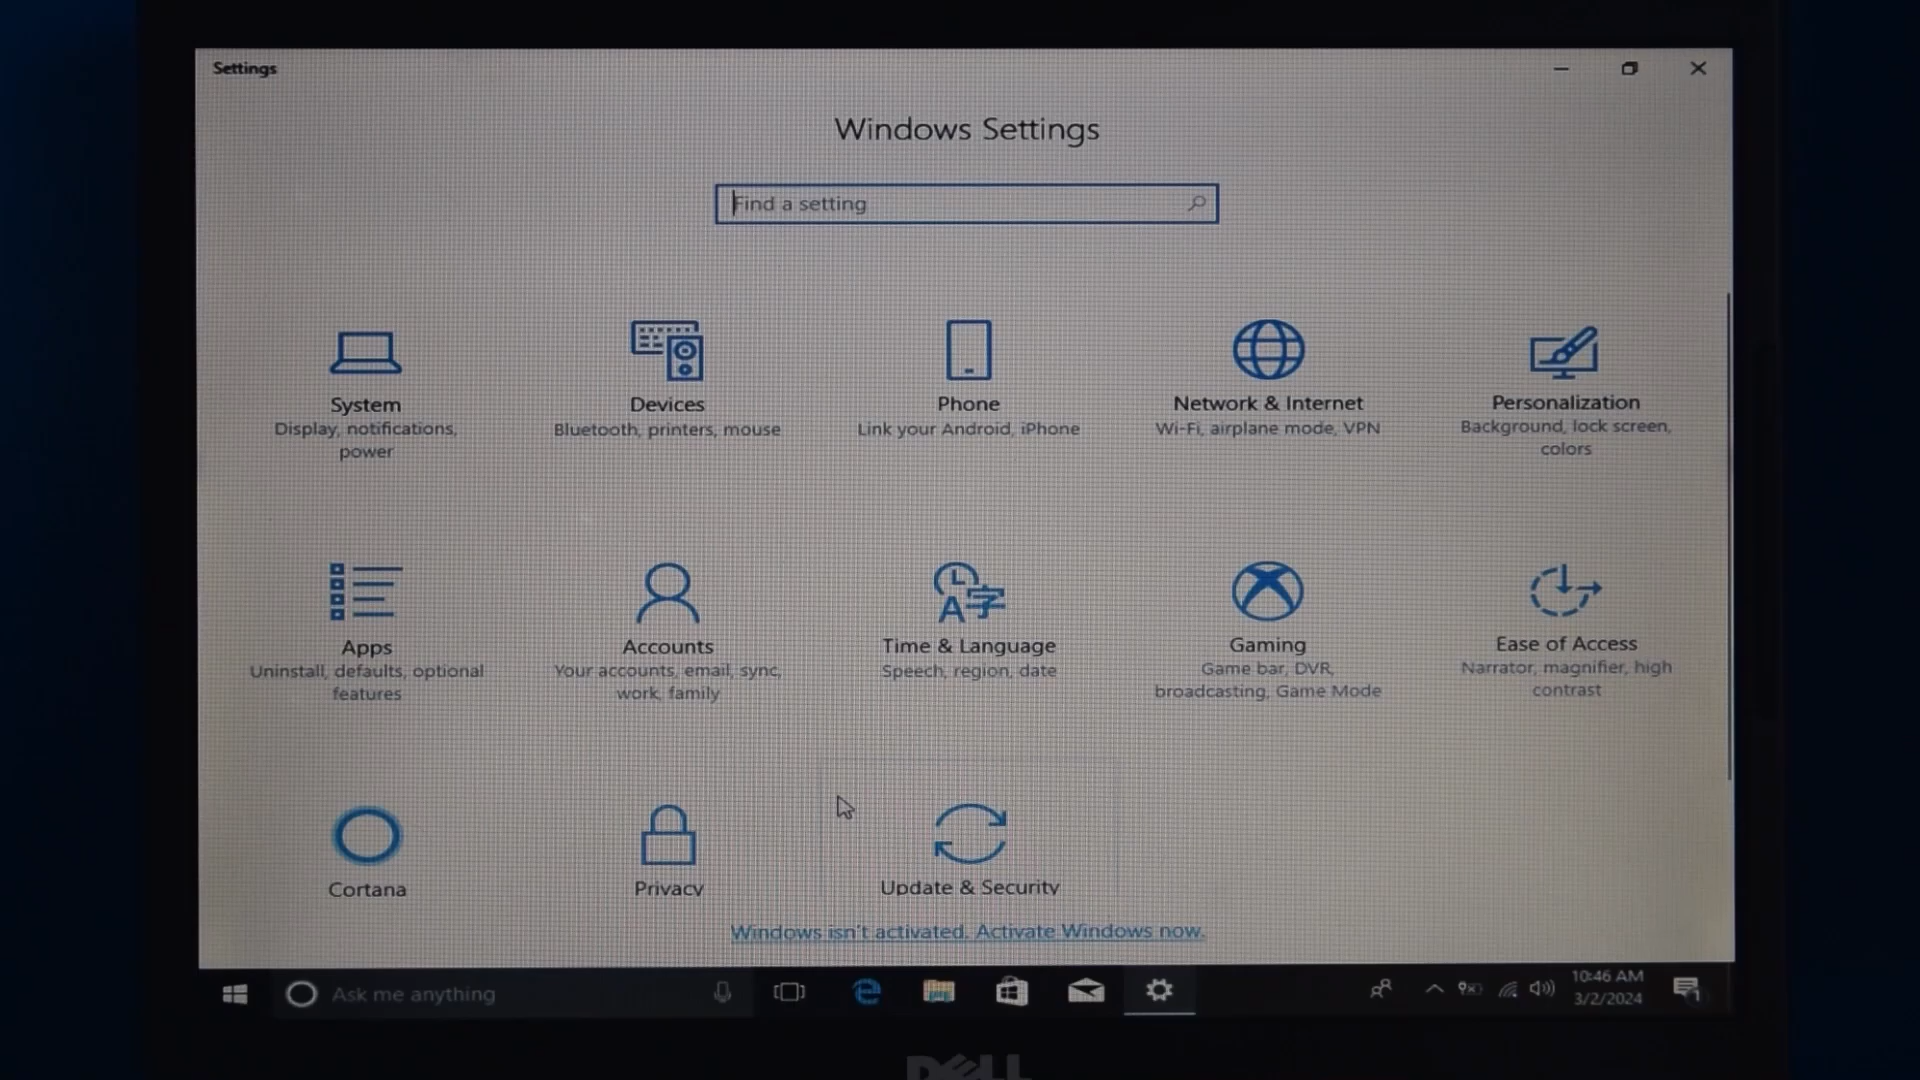 Settings
Windows Settings
Find a setting
System
Display, notifications,
power
Devices
Bluetooth, printers, mouse
Phone
Link your Android, iPhone
Network & Internet
Wi-Fi, airplane mode, VPN
Personalization
Background, lock screen,
colors
Apps
Uninstall, defaults, optional
features
Accounts
Your accounts, email, sync,
work, family
Time & Language
Speech, region, date
Gaming
Game bar, DVR,
broadcasting, Game Mode
Ease of Access
Narrator, magnifier, high
contrast
Cortana
Privacy
Update & Security
Windows isn't activated. Activate Windows now.
Ask me anything
10:46 AM
3/2/2024
DELL